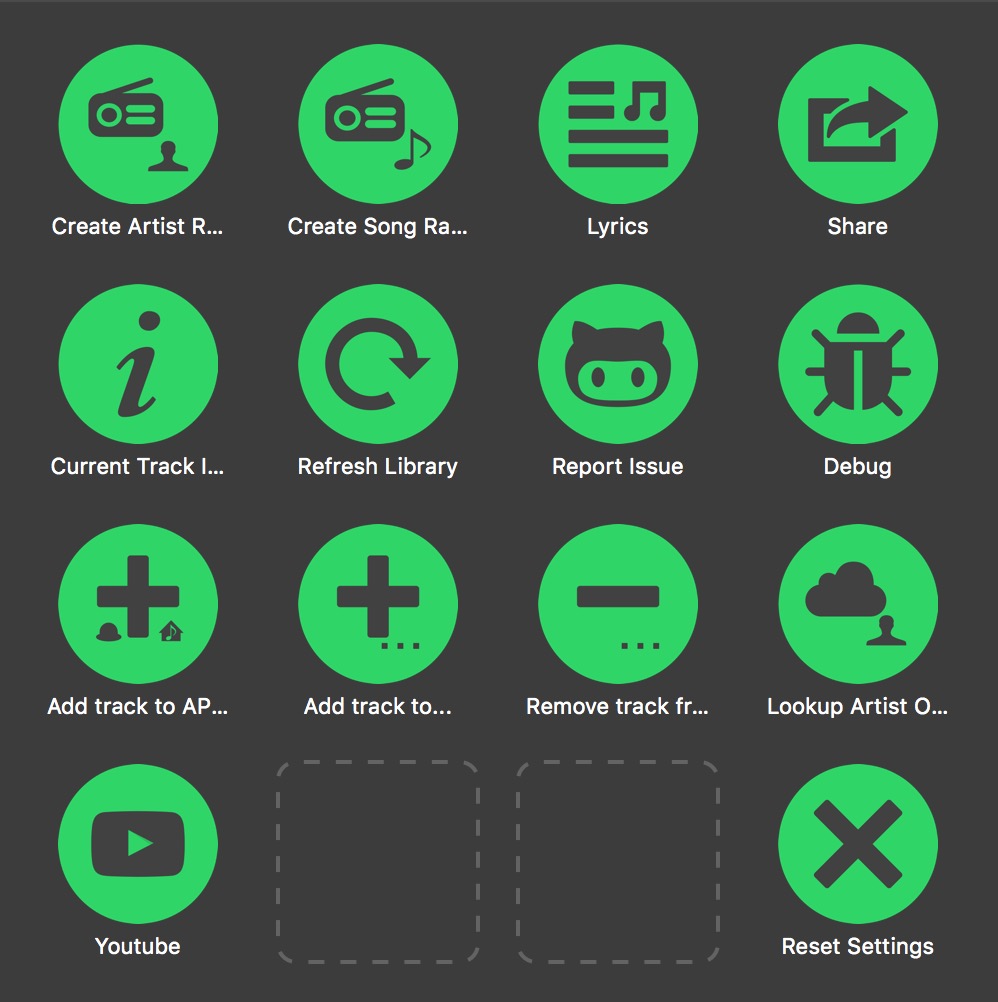 Create Artist R...
Create Song Ra...
Lyrics
Share
Current Track I...
Refresh Library
Report Issue
Debug
Add track to AP...
Add track to...
Remove track fr...
Lookup Artist O...
Youtube
Reset Settings